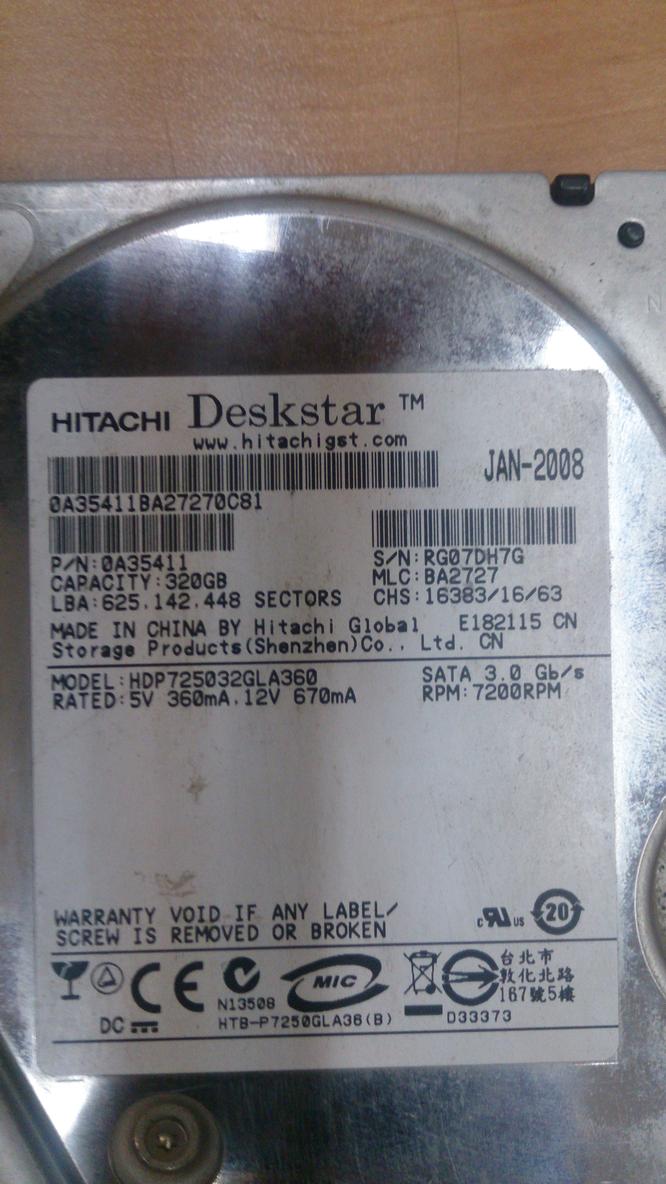 HITACHI Deskstar ™
www.hitachigst.com
JAN-2008
0A35411BA27270C81
P/N:0A35411
S/N:RG07DH7G
CAPACITY:320GB
MLC:BA2727
LBA:625.142.448 SECTORS
CHS:16383/16/63
MADE IN CHINA BY Hitachi Global E182115 CN
Storage Products(Shenzhen)Co., Ltd. CN
MODEL:HDP725032GLA360
SATA 3.0 Gb/s
RATED:5V 360mA.12V 670mA
RPM:7200RPM
WARRANTY VOID IF ANY LABEL/
SCREW IS REMOVED OR BROKEN
c UL US
20
CE
N13508
MIC
台北市
敦化北路
167號5樓
DC
HTB-P7250GLA36(B)
D33373